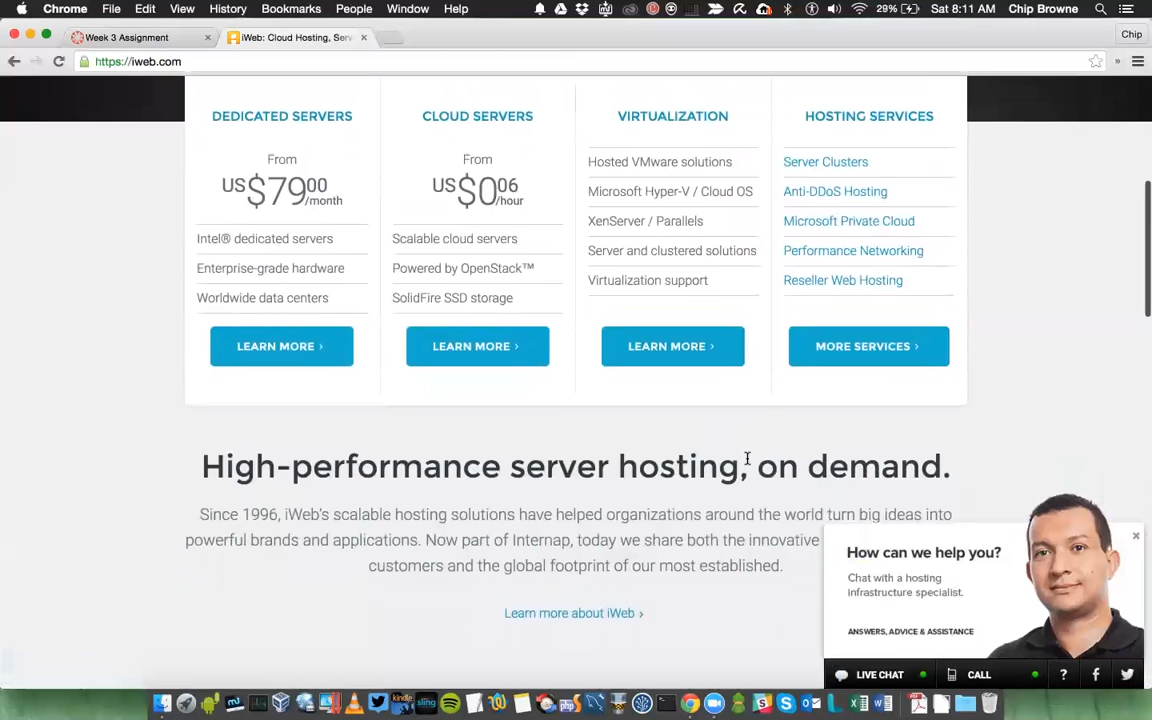 Chrome File Edit View History Bookmarks People Window Help 29% Sat 8:11 AM Chip Browne
Week 3 Assignment × iWeb: Cloud Hosting, Serv × Chip
https://iweb.com
DEDICATED SERVERS
From
US $79 00 /month
Intel® dedicated servers
Enterprise-grade hardware
Worldwide data centers
LEARN MORE ›
CLOUD SERVERS
From
US $0 06 /hour
Scalable cloud servers
Powered by OpenStack™
SolidFire SSD storage
LEARN MORE ›
VIRTUALIZATION
Hosted VMware solutions
Microsoft Hyper-V / Cloud OS
XenServer / Parallels
Server and clustered solutions
Virtualization support
LEARN MORE ›
HOSTING SERVICES
Server Clusters
Anti-DDoS Hosting
Microsoft Private Cloud
Performance Networking
Reseller Web Hosting
MORE SERVICES ›
High-performance server hosting, on demand.
Since 1996, iWeb's scalable hosting solutions have helped organizations around the world turn big ideas into
powerful brands and applications. Now part of Internap, today we share both the innovative
customers and the global footprint of our most established.
Learn more about iWeb ›
How can we help you?
Chat with a hosting
infrastructure specialist.
ANSWERS, ADVICE & ASSISTANCE
LIVE CHAT CALL ?